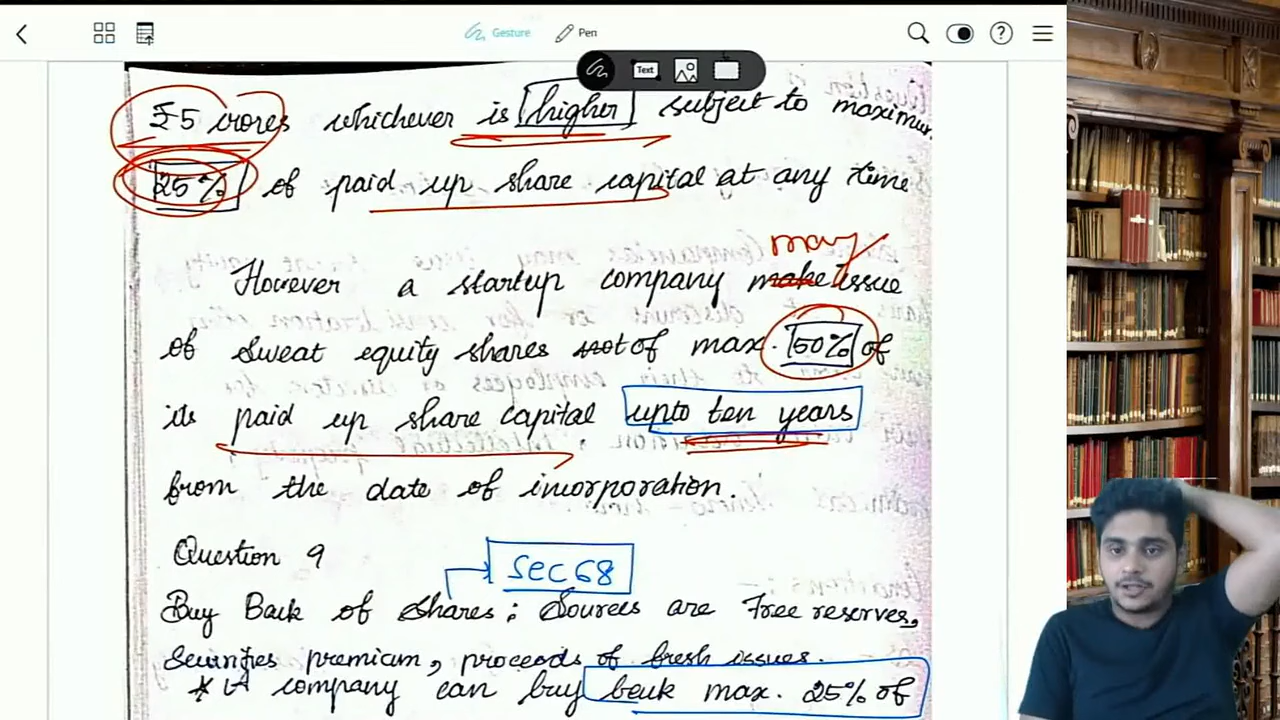 Gesture Pen
Text
₹5 crores whichever is higher subject to maximum
25% of paid up share capital at any time
may
However a startup company make issue
of sweat equity shares not of max. 50% of
its paid up share capital upto ten years
from the date of incorporation.
Question 9
Sec 68
Buy Back of Shares: Sources are Free reserves,
premium, proceeds of fresh issues.
* A company can buy back max. 25% of